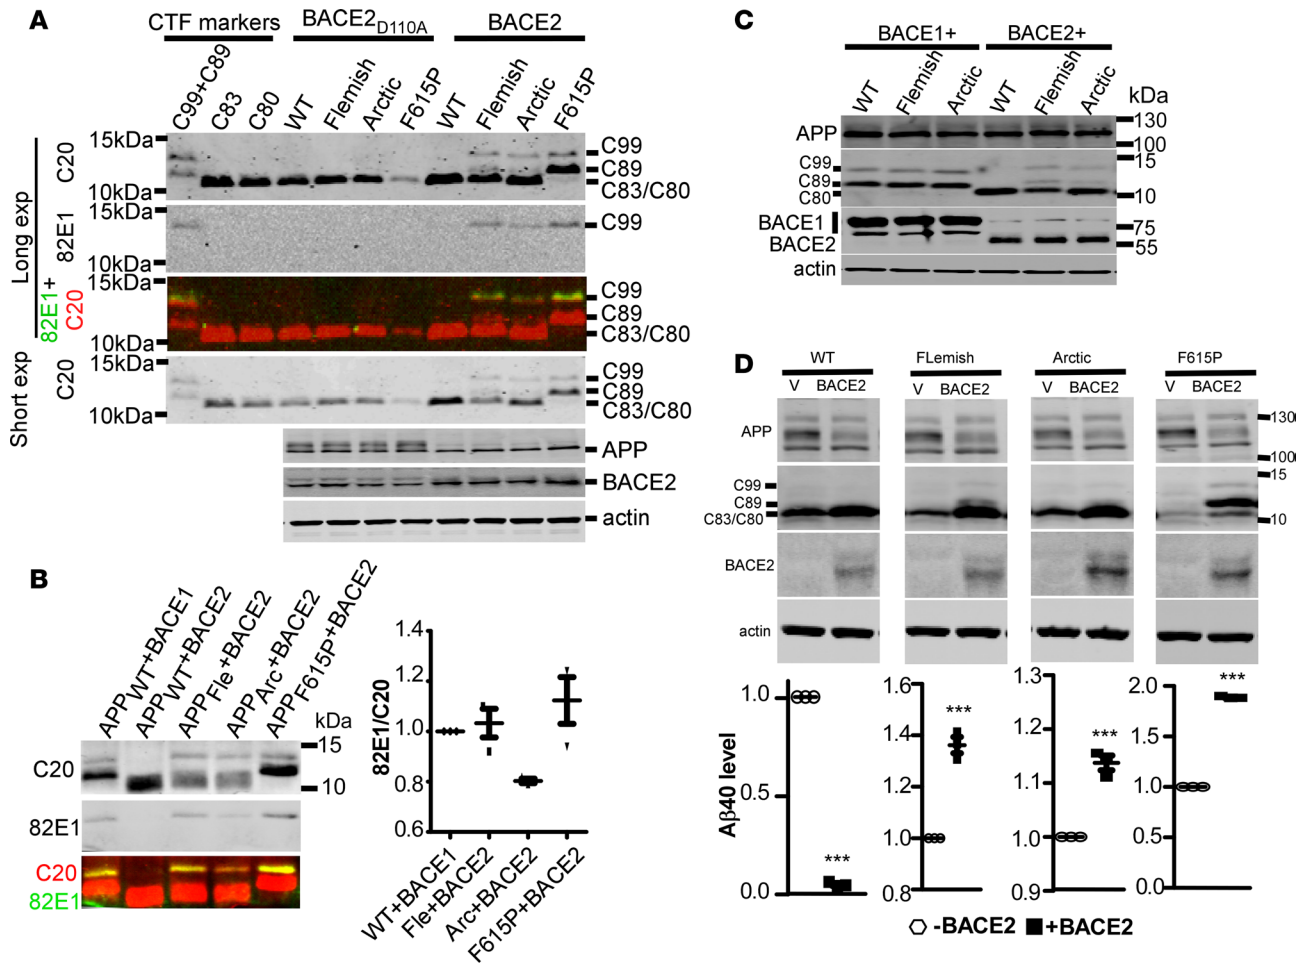 A
CTF markers
BACE2D110A
BACE2
C99+C89
C83
C80
WT
Flemish
Arctic
F615P
WT
Flemish
Arctic
F615P
Long exp
C20
15kDa
10kDa
C99
C89
C83/C80
82E1
15kDa
10kDa
C99
82E1+
C20
15kDa
10kDa
C99
C89
C83/C80
Short exp
C20
15kDa
10kDa
C99
C89
C83/C80
APP
BACE2
actin
B
APPWT+BACE1
APPWT+BACE2
APPFle+BACE2
APPArc+BACE2
APPF615P+BACE2
kDa
C20
15
10
82E1
C20
82E1
82E1/C20
1.4
1.2
1.0
0.8
0.6
WT+BACE1
Fle+BACE2
Arc+BACE2
F615P+BACE2
C
BACE1+
BACE2+
WT
Flemish
Arctic
WT
Flemish
Arctic
kDa
APP
130
100
C99
C89
C80
15
10
BACE1
BACE2
75
55
actin
D
WT
FLemish
Arctic
F615P
V BACE2
V BACE2
V BACE2
V BACE2
APP
130
100
C99
C89
C83/C80
15
10
BACE2
actin
Aβ40 level
1.0
0.5
0.0
***
1.6
1.4
1.2
1.0
0.8
***
1.3
1.2
1.1
1.0
0.9
***
2.0
1.5
1.0
0.5
0.0
***
-BACE2
+BACE2